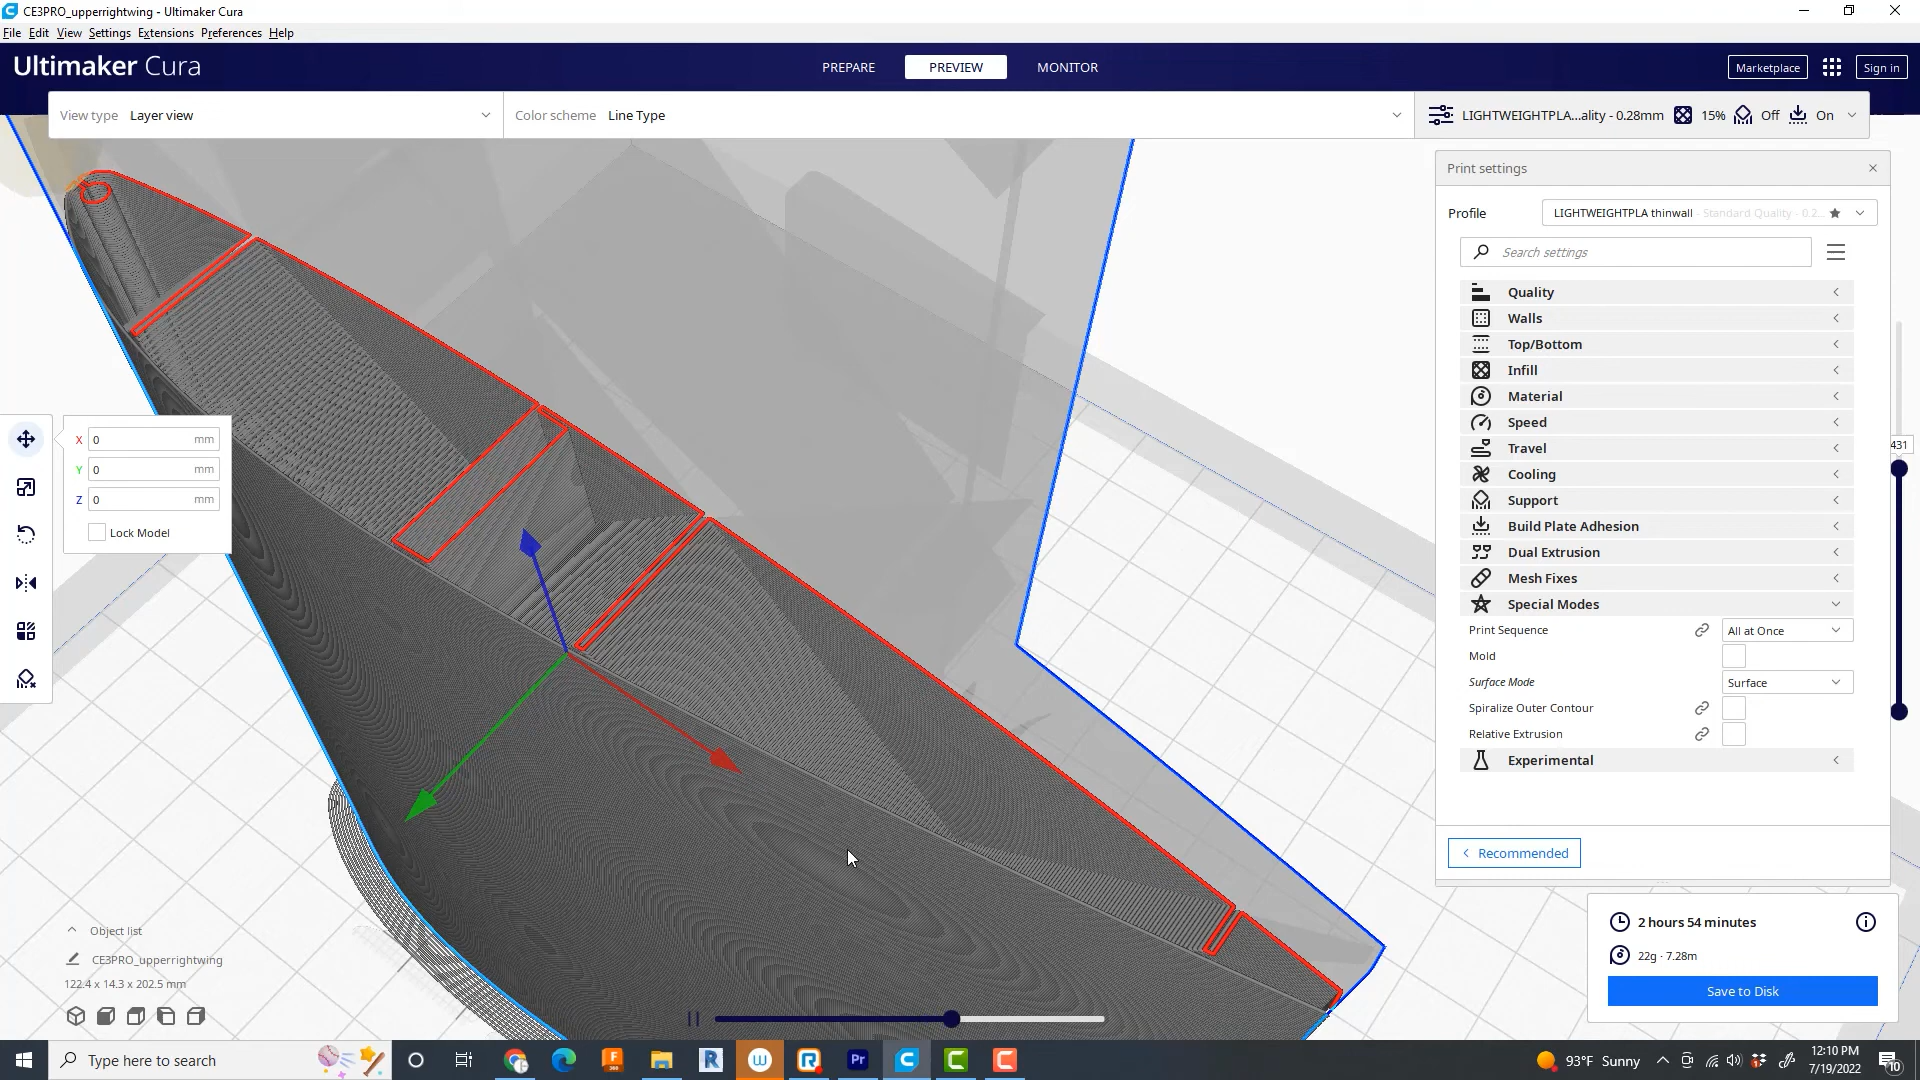 CE3PRO_upperrightwing - Ultimaker Cura
File Edit View Settings Extensions Preferences Help
Ultimaker Cura
PREPARE PREVIEW MONITOR
Marketplace Sign in
View type Layer view
Color scheme Line Type
LIGHTWEIGHTPLA...ality - 0.28mm 15% Off On
Print settings
Profile LIGHTWEIGHTPLA thinwall - Standard Quality - 0.2...
Search settings
Quality
Walls
Top/Bottom
Infill
Material
Speed
Travel
Cooling
Support
Build Plate Adhesion
Dual Extrusion
Mesh Fixes
Special Modes
Print Sequence All at Once
Mold
Surface Mode Surface
Spiralize Outer Contour
Relative Extrusion
Experimental
Recommended
431
X 0 mm
Y 0 mm
Z 0 mm
Lock Model
Object list
CE3PRO_upperrightwing
122.4 x 14.3 x 202.5 mm
2 hours 54 minutes
22g · 7.28m
Save to Disk
Type here to search
93°F Sunny
12:10 PM
7/19/2022
10